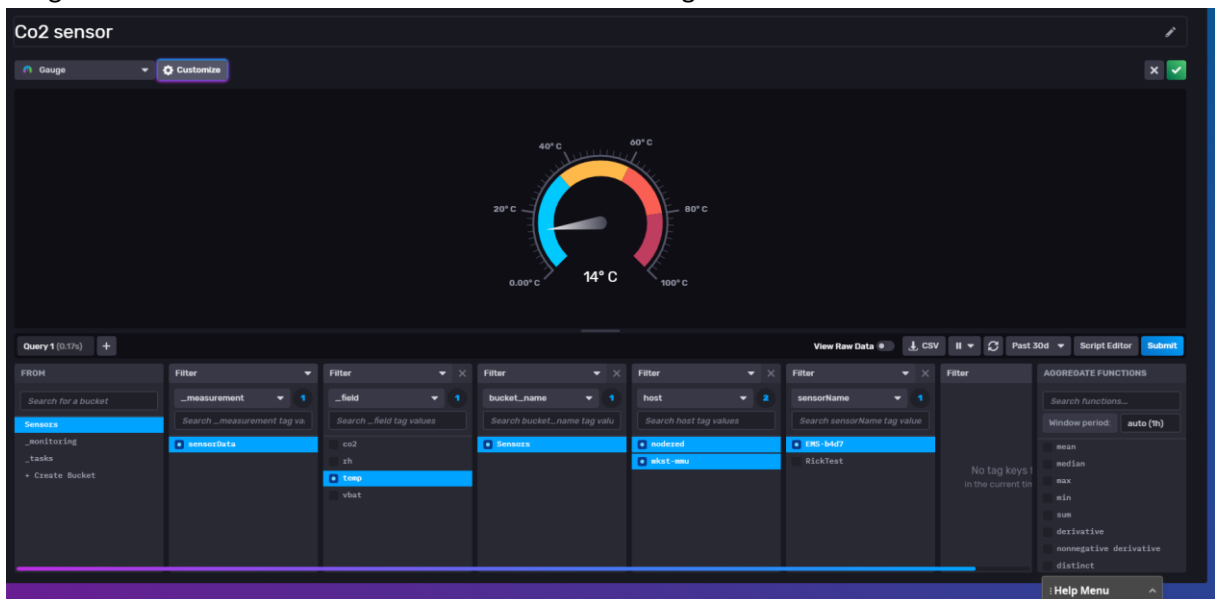 Co2 sensor
Gauge
Customize
40° C
60° C
20° C
80° C
0.00° C
14° C
100° C
Query 1 (0.17s)
+
View Raw Data
CSV
Past 30d
Script Editor
Submit
FROM
Search for a bucket
Sensors
_monitoring
_tasks
+ Create Bucket
Filter
_measurement
1
Search _measurement tag va
sensorData
Filter
_field
1
Search _field tag values
co2
rh
temp
vbat
Filter
bucket_name
1
Search bucket_name tag valu
Sensors
Filter
host
2
Search host tag values
nodered
mkst-mmu
Filter
sensorName
1
Search sensorName tag value
EMS-b4d7
RickTest
Filter
No tag keys
in the current tim
AGGREGATE FUNCTIONS
Search functions...
Window period:
auto (1h)
mean
median
max
min
sum
derivative
nonnegative derivative
distinct
Help Menu